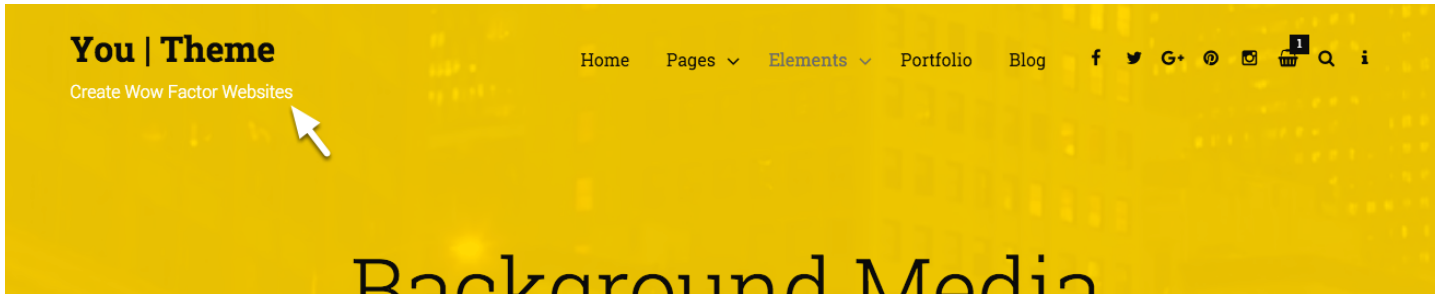 You | Theme
Create Wow Factor Websites
Home Pages Elements Portfolio Blog f G+ 1 i
Background Media